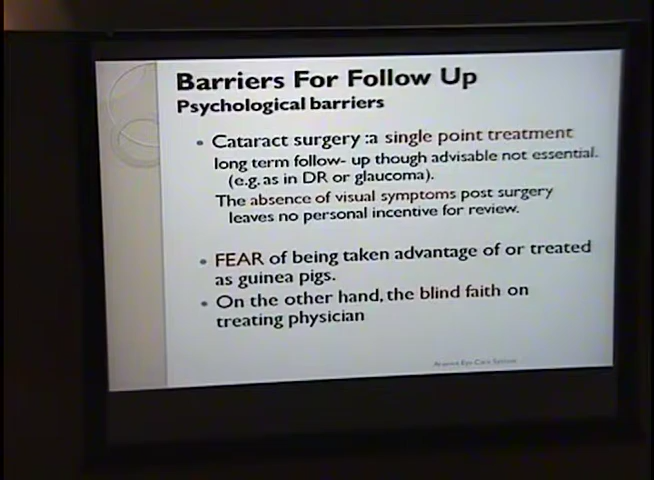 Barriers For Follow Up
Psychological barriers
• Cataract surgery :a single point treatment
long term follow- up though advisable not essential.
(e.g. as in DR or glaucoma).
The absence of visual symptoms post surgery
leaves no personal incentive for review.
• FEAR of being taken advantage of or treated
as guinea pigs.
• On the other hand, the blind faith on
treating physician
Eye Care